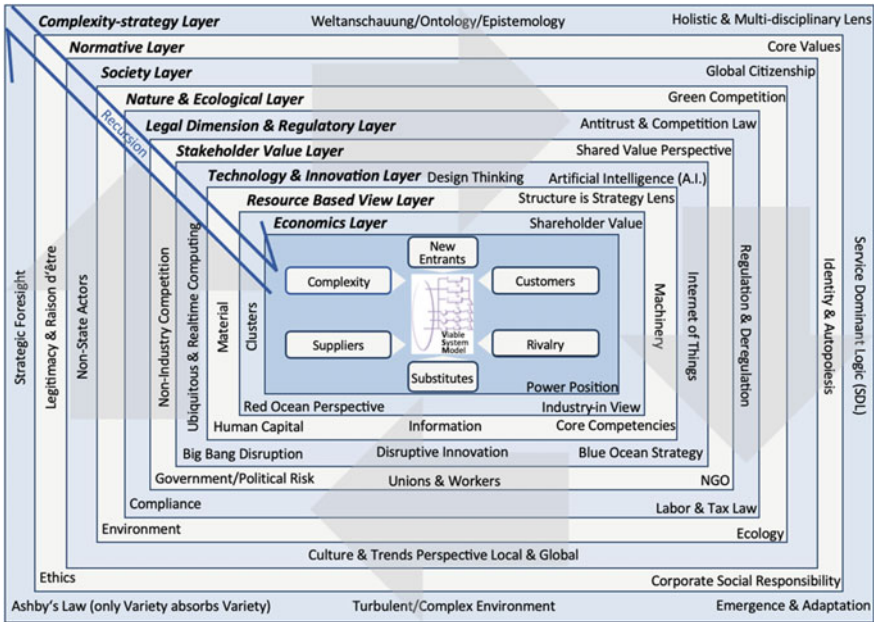 Complexity-strategy Layer
Weltanschauung/Ontology/Epistemology
Holistic & Multi-disciplinary Lens
Normative Layer
Core Values
Society Layer
Global Citizenship
Nature & Ecological Layer
Green Competition
Legal Dimension & Regulatory Layer
Antitrust & Competition Law
Stakeholder Value Layer
Shared Value Perspective
Technology & Innovation Layer
Design Thinking
Artificial Intelligence (A.I.)
Resource Based View Layer
Structure is Strategy Lens
Economics Layer
Shareholder Value
Recursion
New
Entrants
Complexity
Customers
Viable
System
Model
Suppliers
Rivalry
Substitutes
Power Position
Strategic Foresight
Legitimacy & Raison d'être
Non-State Actors
Non-Industry Competition
Ubiquitous & Realtime Computing
Material
Clusters
Machinery
Internet of Things
Regulation & Deregulation
Identity & Autopoiesis
Service Dominant Logic (SDL)
Red Ocean Perspective
Industry-in View
Human Capital
Information
Core Competencies
Big Bang Disruption
Disruptive Innovation
Blue Ocean Strategy
Government/Political Risk
Unions & Workers
NGO
Compliance
Labor & Tax Law
Environment
Ecology
Culture & Trends Perspective Local & Global
Ethics
Corporate Social Responsibility
Ashby's Law (only Variety absorbs Variety)
Turbulent/Complex Environment
Emergence & Adaptation